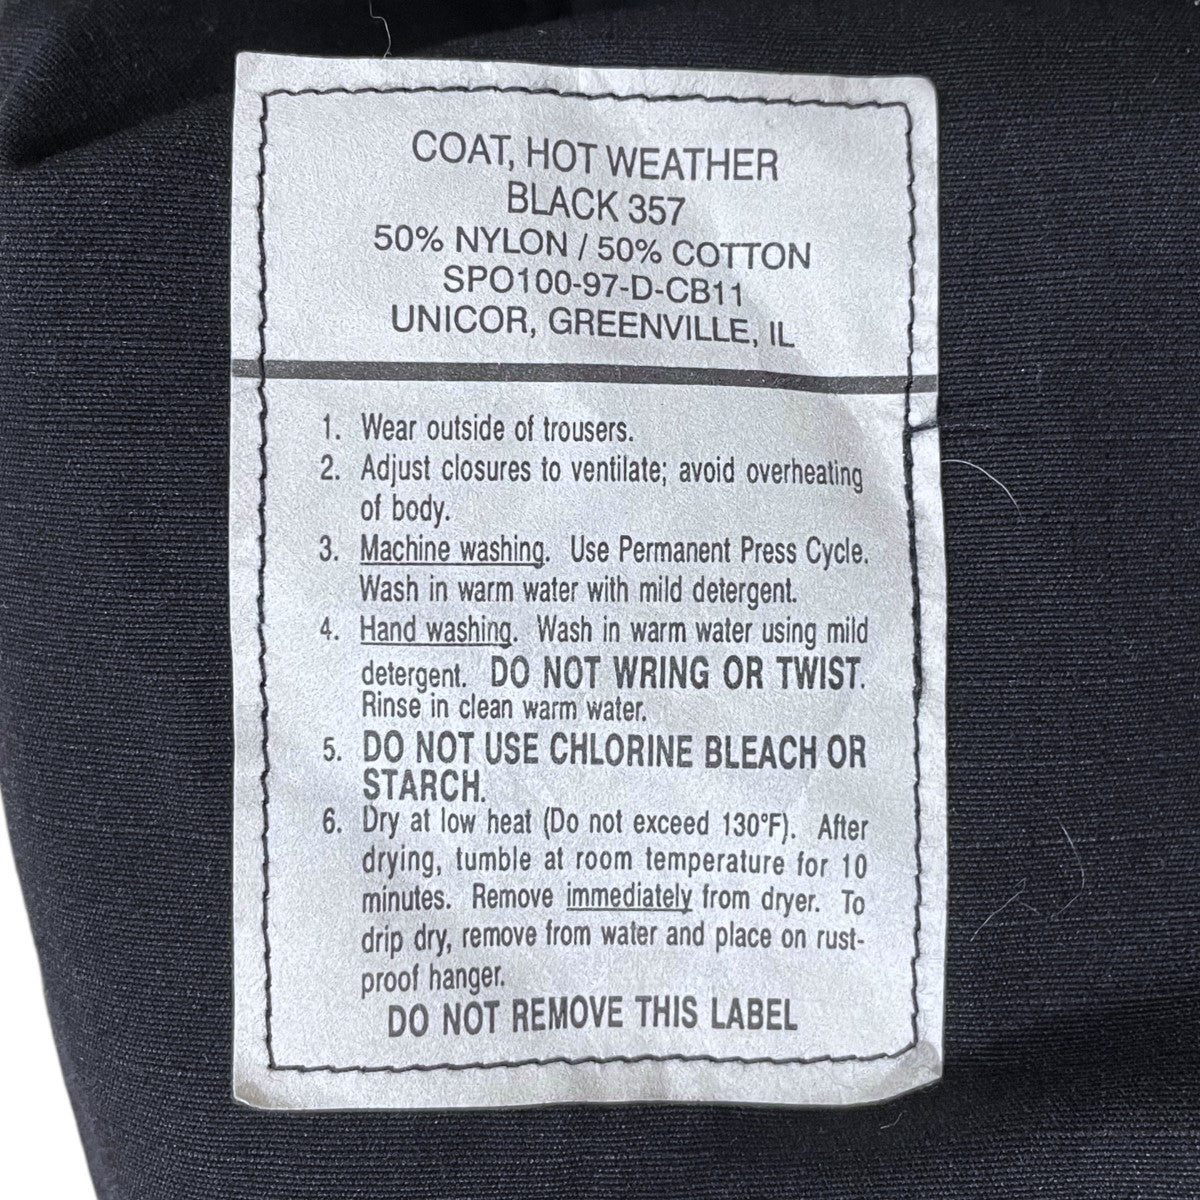 COAT, HOT WEATHER
BLACK 357
50% NYLON / 50% COTTON
SPO100-97-D-CB11
UNICOR, GREENVILLE, IL
1. Wear outside of trousers.
2. Adjust closures to ventilate; avoid overheating
of body.
3. Machine washing. Use Permanent Press Cycle.
Wash in warm water with mild detergent.
4. Hand washing. Wash in warm water using mild
detergent. DO NOT WRING OR TWIST.
Rinse in clean warm water.
5. DO NOT USE CHLORINE BLEACH OR
STARCH.
6. Dry at low heat (Do not exceed 130°F). After
drying, tumble at room temperature for 10
minutes. Remove immediately from dryer. To
drip dry, remove from water and place on rust-
proof hanger.
DO NOT REMOVE THIS LABEL